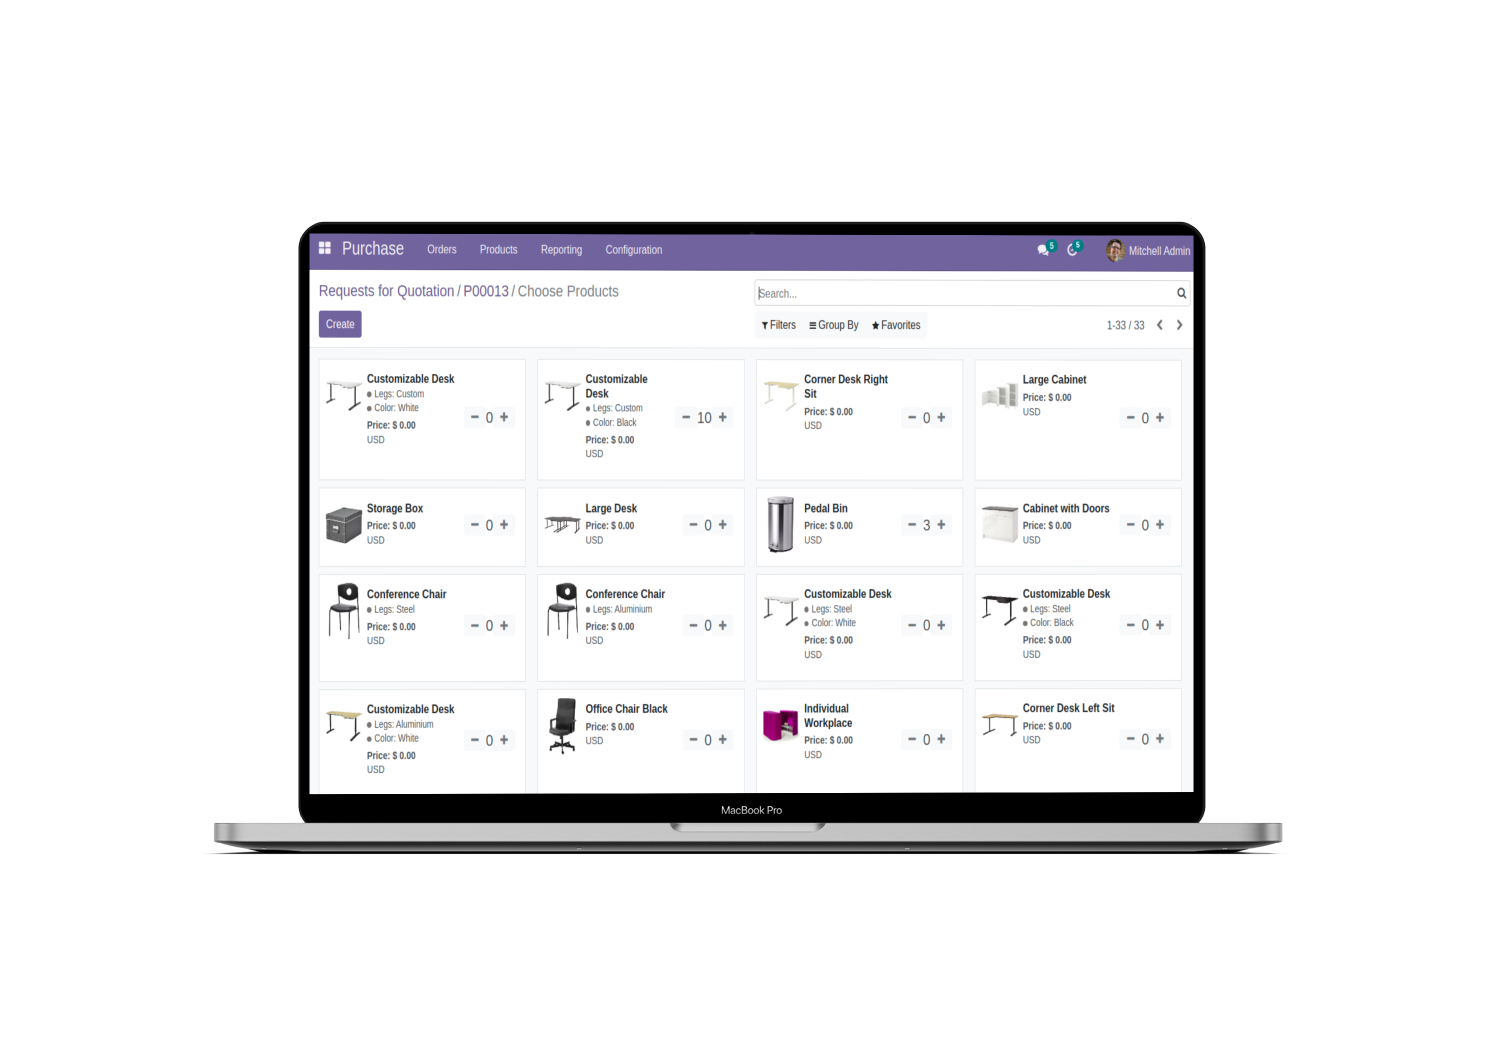 Purchase Orders Products Reporting Configuration 5 5 Mitchell Admin
Requests for Quotation / P00013 / Choose Products
Search...
Create
Filters Group By Favorites 1-33 / 33
Customizable Desk
Legs: Custom
Color: White
Price: $ 0.00
USD
- 0 +
Customizable
Desk
Legs: Custom
Color: Black
Price: $ 0.00
USD
- 10 +
Corner Desk Right
Sit
Price: $ 0.00
USD
- 0 +
Large Cabinet
Price: $ 0.00
USD
- 0 +
Storage Box
Price: $ 0.00
USD
- 0 +
Large Desk
Price: $ 0.00
USD
- 0 +
Pedal Bin
Price: $ 0.00
USD
- 3 +
Cabinet with Doors
Price: $ 0.00
USD
- 0 +
Conference Chair
Legs: Steel
Price: $ 0.00
USD
- 0 +
Conference Chair
Legs: Aluminium
Price: $ 0.00
USD
- 0 +
Customizable Desk
Legs: Steel
Color: White
Price: $ 0.00
USD
- 0 +
Customizable Desk
Legs: Steel
Color: Black
Price: $ 0.00
USD
- 0 +
Customizable Desk
Legs: Aluminium
Color: White
Price: $ 0.00
USD
- 0 +
Office Chair Black
Price: $ 0.00
USD
- 0 +
Individual
Workplace
Price: $ 0.00
USD
- 0 +
Corner Desk Left Sit
Price: $ 0.00
USD
- 0 +
MacBook Pro